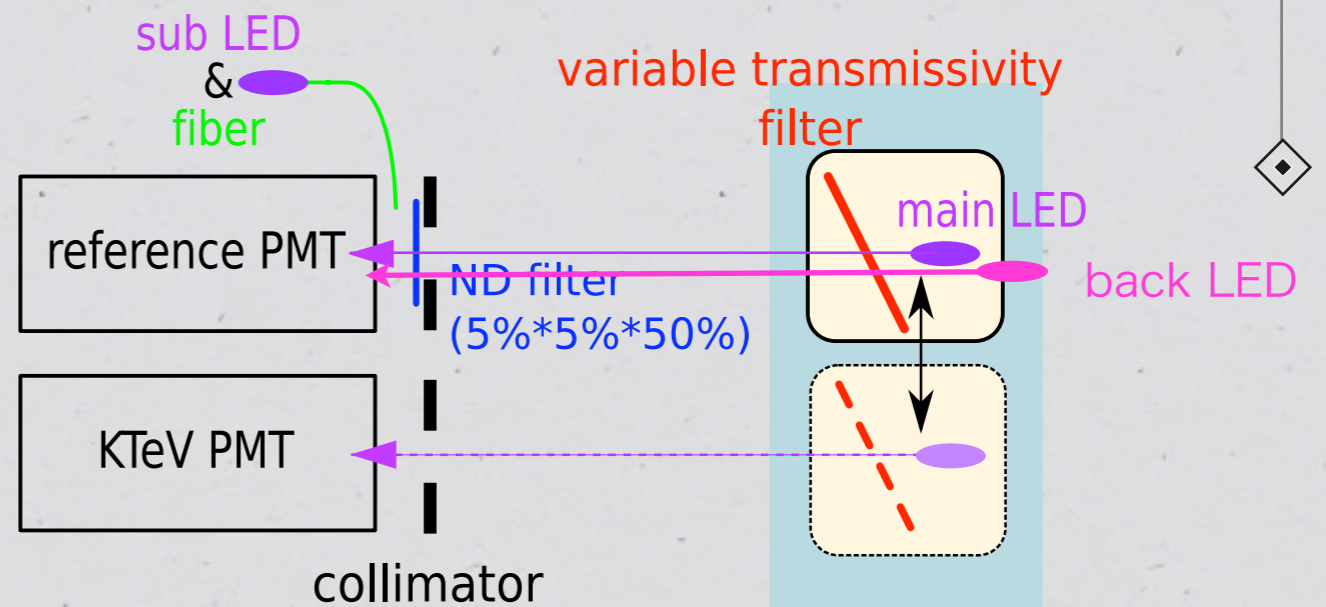 sub LED
&
fiber
variable transmissivity
filter
main LED
reference PMT
ND filter
(5%*5%*50%)
back LED
KTeV PMT
collimator